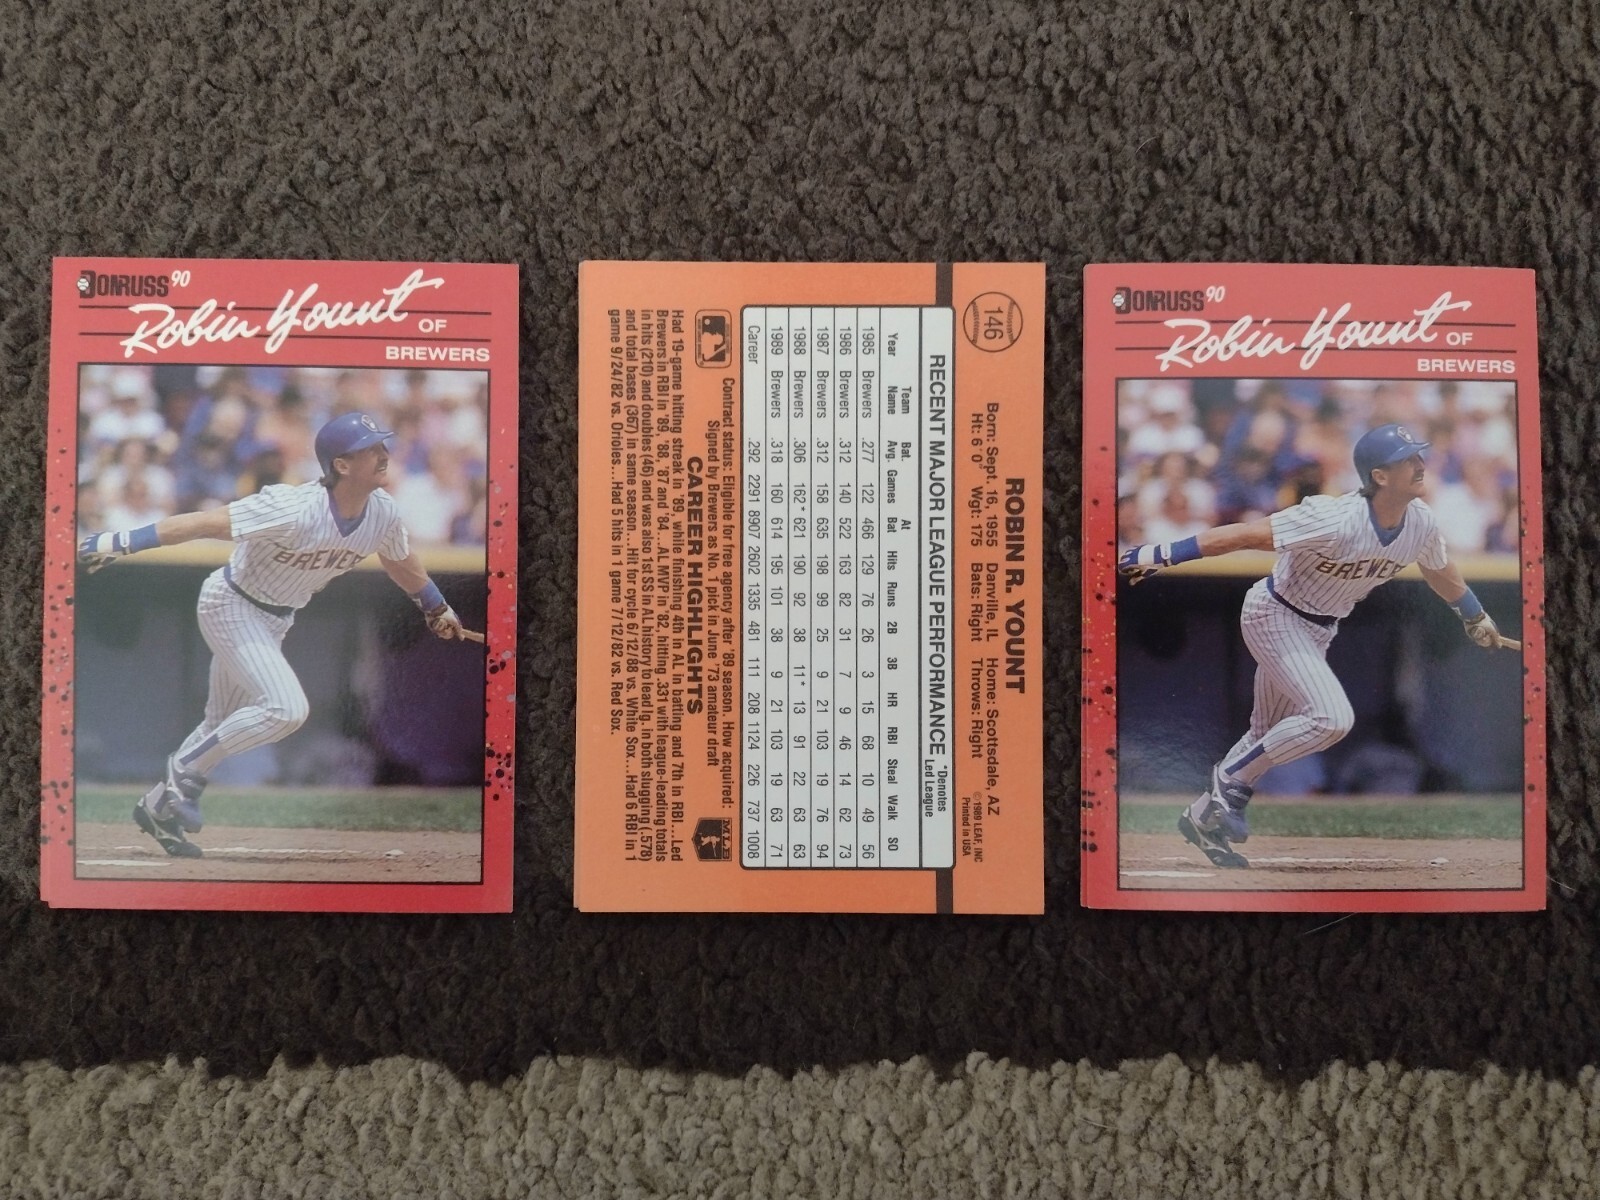 DONRUSS 90
Robin Yount OF
BREWERS
BREWERS
146
ROBIN R. YOUNT
Born: Sept. 16, 1955 Danville, IL Home: Scottsdale, AZ
Ht: 6' 0" Wgt: 175 Bats: Right Throws: Right
©1989 LEAF, INC.
Printed in USA
RECENT MAJOR LEAGUE PERFORMANCE *Denotes Led League
Year Team Name Bat. Avg. Games At Bat Hits Runs 2B 3B HR RBI Steal Walk SO
1985 Brewers .277 122 466 129 76 26 3 15 68 10 49 56
1986 Brewers .312 140 522 163 82 31 7 9 46 14 62 73
1987 Brewers .312 158 635 198 99 25 9 21 103 19 76 94
1988 Brewers .306 162* 621 190 92 38 11* 13 91 22 63 63
1989 Brewers .318 160 614 195 101 38 9 21 103 19 63 71
Career .292 2291 8907 2602 1335 481 111 208 1124 226 737 1008
Contract status: Eligible for free agency after '89 season. How acquired:
Signed by Brewers as No. 1 pick in June '73 amateur draft
MLB
CAREER HIGHLIGHTS
Had 19-game hitting streak in '89, while finishing 4th in AL in batting and 7th in RBI...Led
Brewers in RBI in '89, '88, '87 and '84...AL MVP in '82, hitting .331 with league-leading totals
in hits (210) and doubles (46) and was also 1st SS in AL history to lead lg. in both slugging (.578)
and total bases (367) in same season...Hit for cycle 6/12/88 vs. White Sox...Had 6 RBI in 1
game 9/24/82 vs. Orioles...Had 5 hits in 1 game 7/12/82 vs. Red Sox.
DONRUSS 90
Robin Yount OF
BREWERS
BREWER